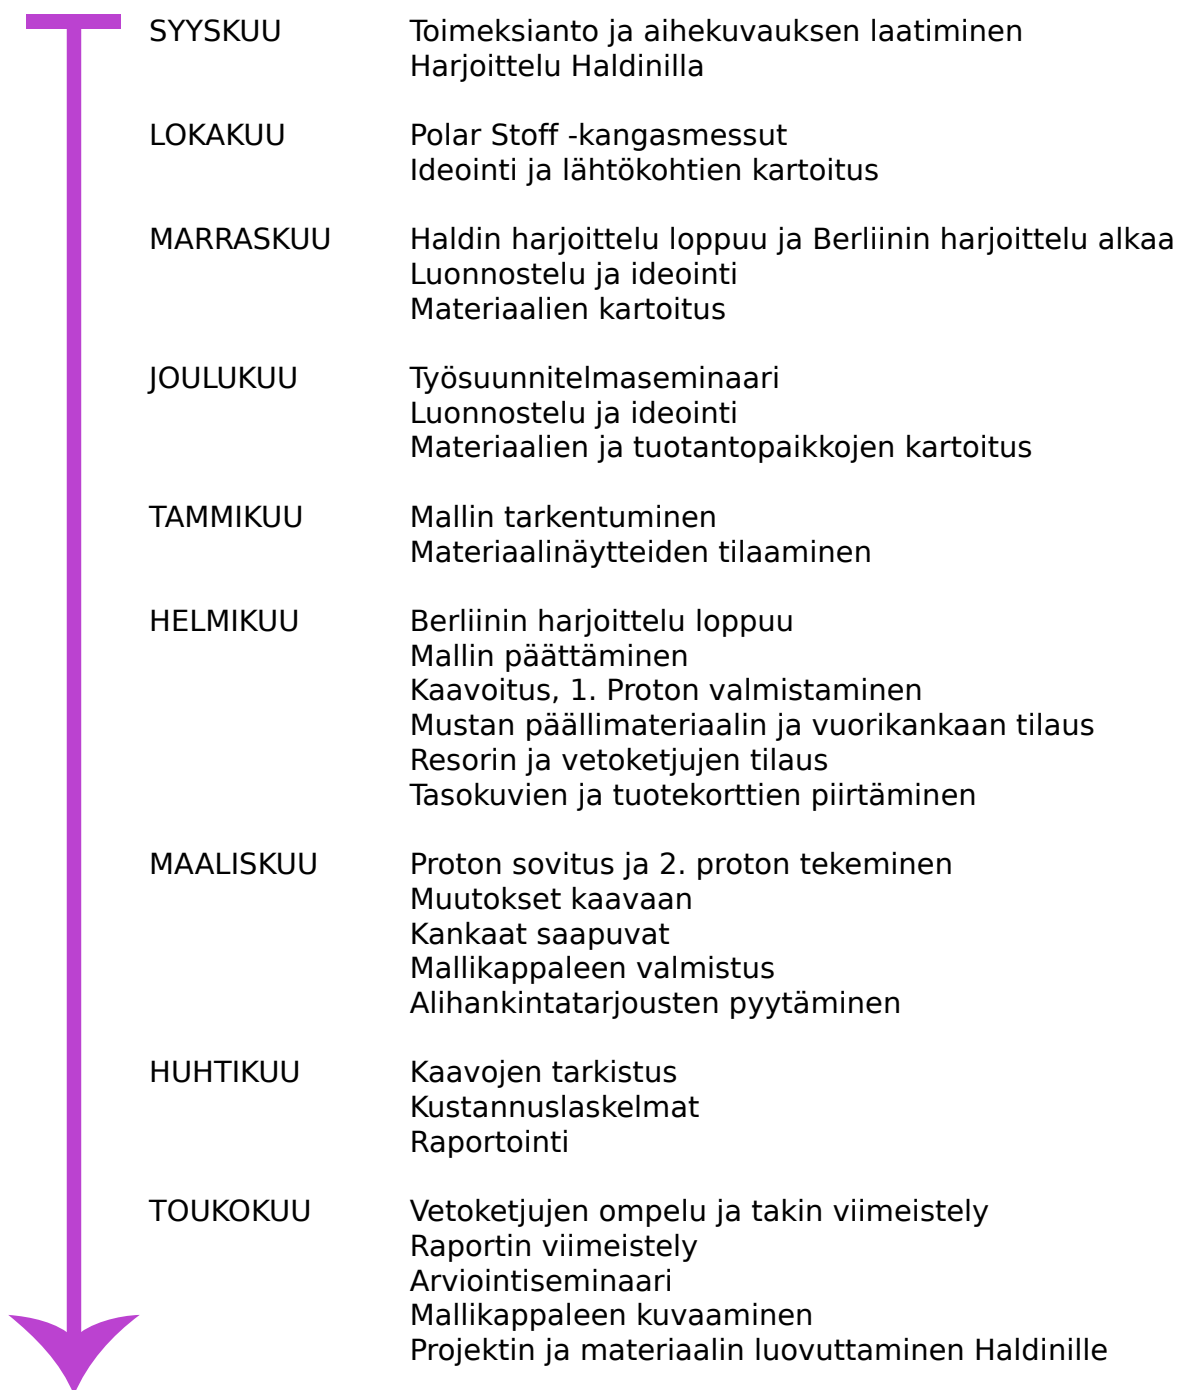 SYYSKUU Toimeksianto ja aihekuvauksen laatiminen
Harjoittelu Haldinilla
LOKAKUU Polar Stoff -kangasmessut
Ideointi ja lähtökohtien kartoitus
MARRASKUU Haldin harjoittelu loppuu ja Berliinin harjoittelu alkaa
Luonnostelu ja ideointi
Materiaalien kartoitus
JOULUKUU Työsuunnitelmaseminaari
Luonnostelu ja ideointi
Materiaalien ja tuotantopaikkojen kartoitus
TAMMIKUU Mallin tarkentuminen
Materiaalinäytteiden tilaaminen
HELMIKUU Berliinin harjoittelu loppuu
Mallin päättäminen
Kaavoitus, 1. Proton valmistaminen
Mustan päällimateriaalin ja vuorikankaan tilaus
Resorin ja vetoketjujen tilaus
Tasokuvien ja tuotekorttien piirtäminen
MAALISKUU Proton sovitus ja 2. proton tekeminen
Muutokset kaavaan
Kankaat saapuvat
Mallikappaleen valmistus
Alihankintatarjousten pyytäminen
HUHTIKUU Kaavojen tarkistus
Kustannuslaskelmat
Raportointi
TOUKOKUU Vetoketjujen ompelu ja takin viimeistely
Raportin viimeistely
Arviointiseminaari
Mallikappaleen kuvaaminen
Projektin ja materiaalin luovuttaminen Haldinille